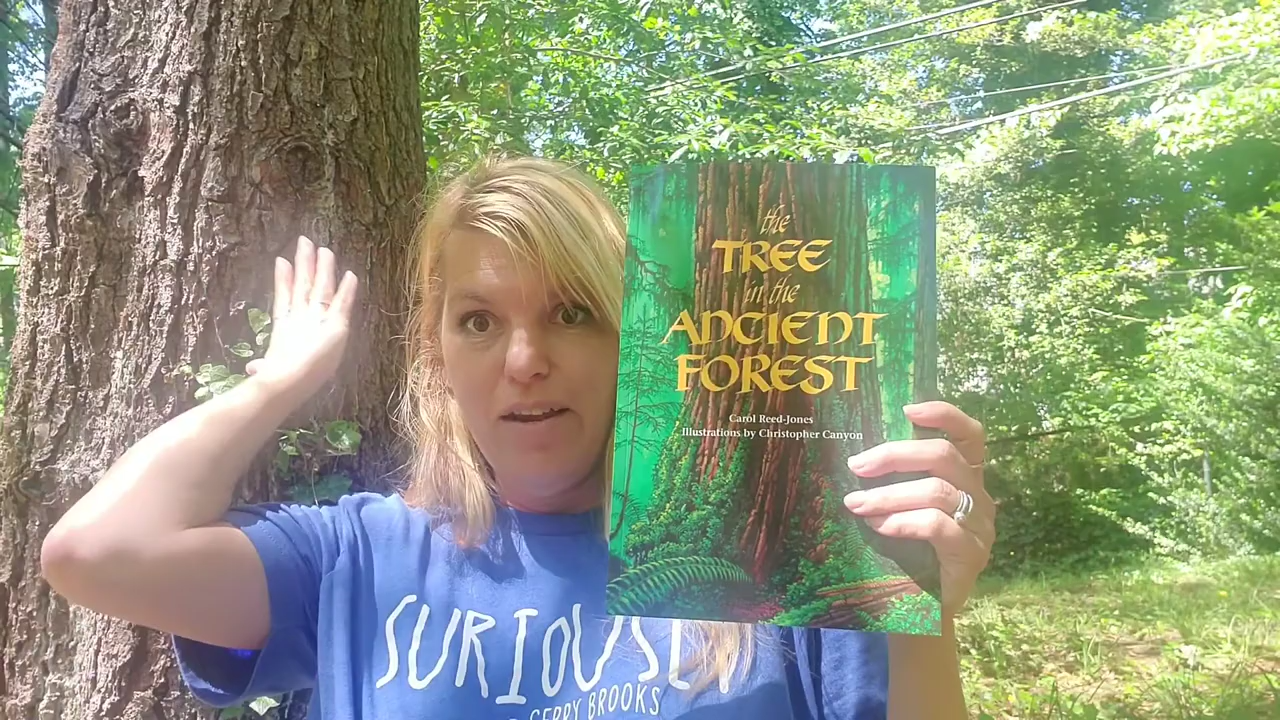 the
TREE
in the
ANCIENT
FOREST
Carol Reed-Jones
Illustrations by Christopher Canyon
SURIOUSLY
GERRY BROOKS